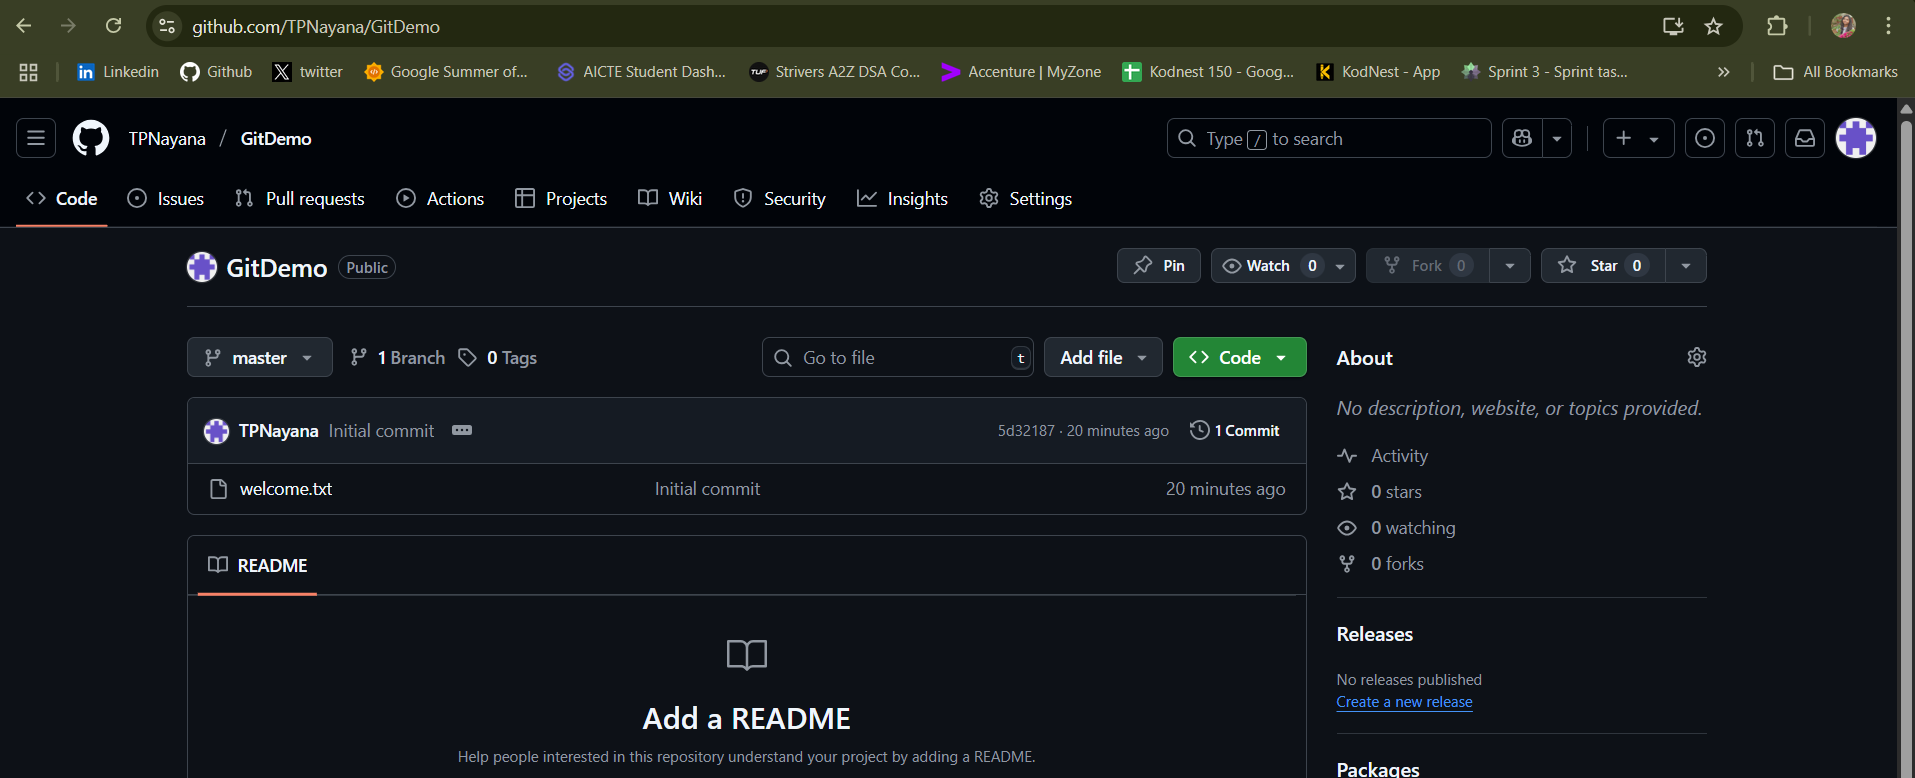 github.com/TPNayana/GitDemo
Linkedin Github twitter Google Summer of... AICTE Student Dash... TUF Strivers A2Z DSA Co... Accenture | MyZone Kodnest 150 - Goog... KodNest - App Sprint 3 - Sprint tas... » All Bookmarks
TPNayana / GitDemo Type / to search
Code Issues Pull requests Actions Projects Wiki Security Insights Settings
GitDemo Public Pin Watch 0 Fork 0 Star 0
master 1 Branch 0 Tags Go to file t Add file Code
TPNayana Initial commit 5d32187 · 20 minutes ago 1 Commit
welcome.txt Initial commit 20 minutes ago
README
Add a README
Help people interested in this repository understand your project by adding a README.
About
No description, website, or topics provided.
Activity
0 stars
0 watching
0 forks
Releases
No releases published
Create a new release
Packages